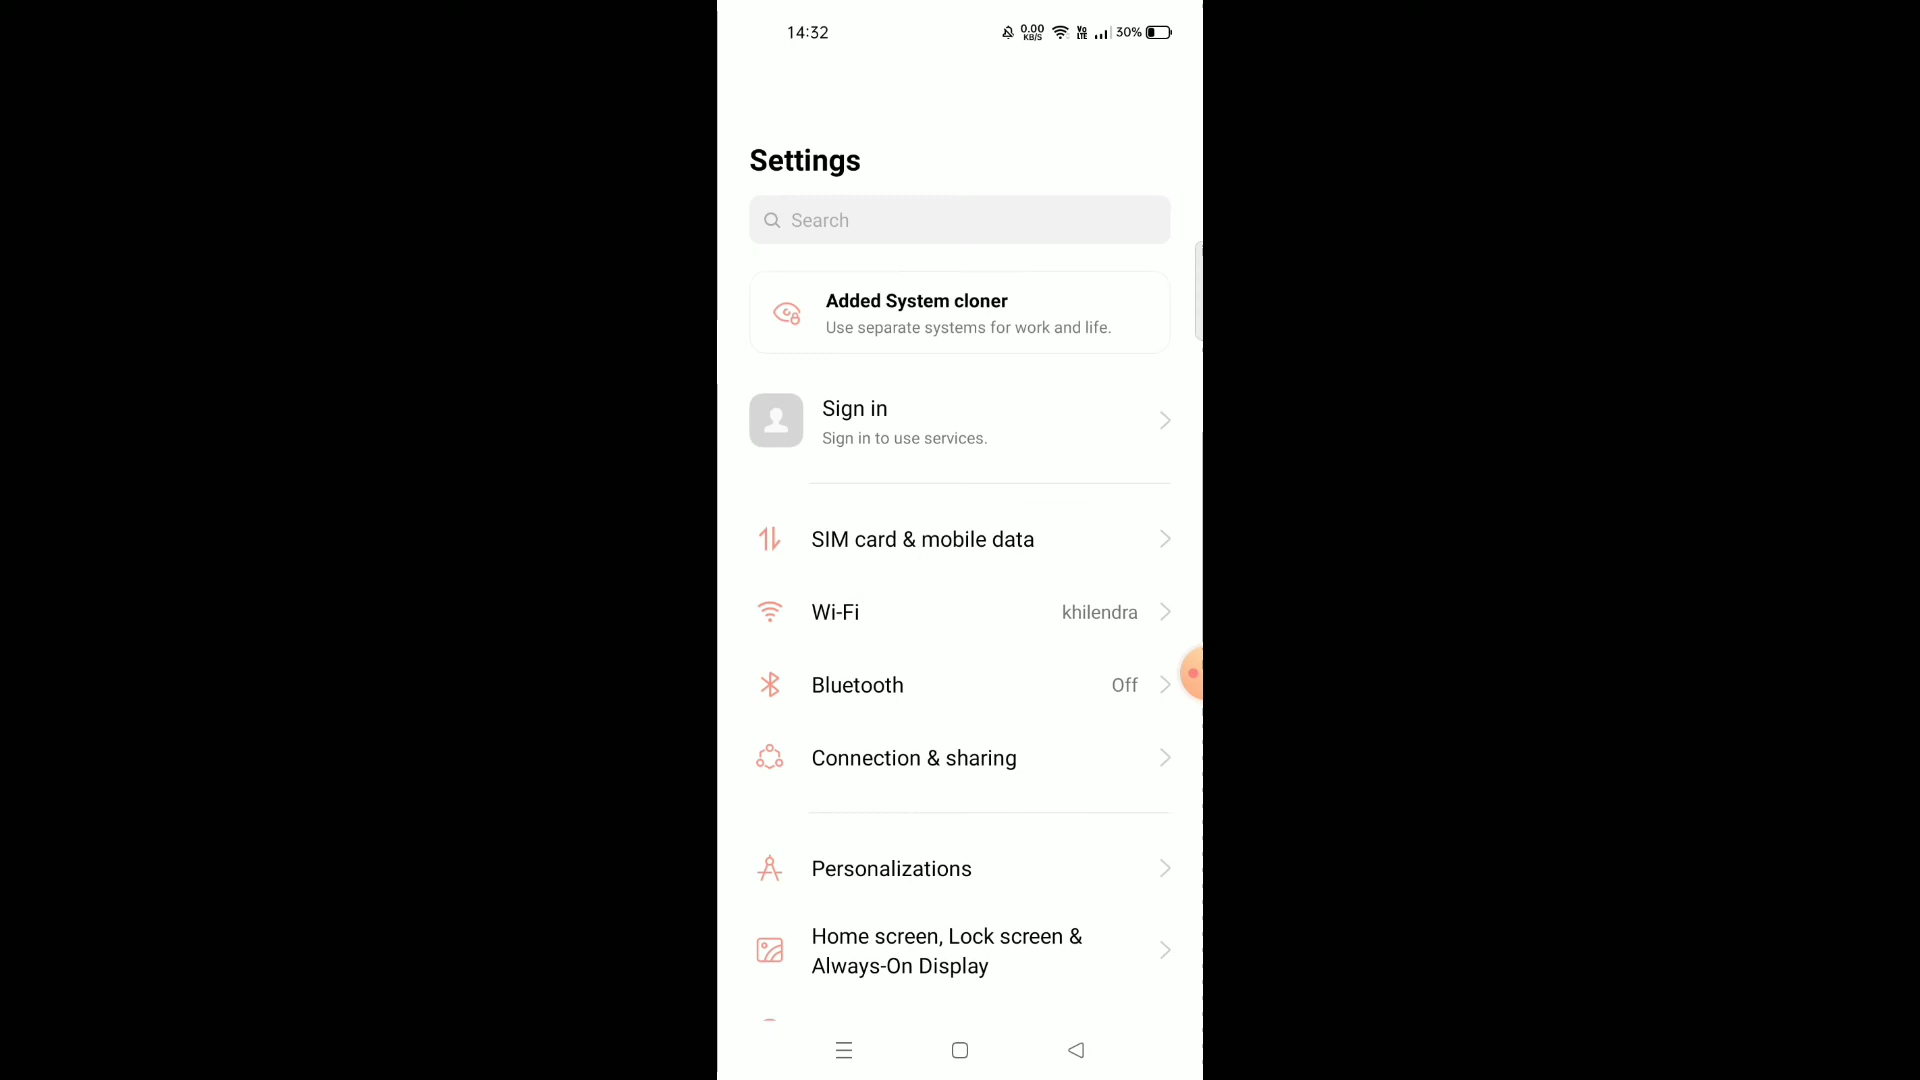 14:32
0.00 KB/S
Vo LTE
30%
Settings
Search
Added System cloner
Use separate systems for work and life.
Sign in
Sign in to use services.
SIM card & mobile data
Wi-Fi khilendra
Bluetooth Off
Connection & sharing
Personalizations
Home screen, Lock screen &
Always-On Display